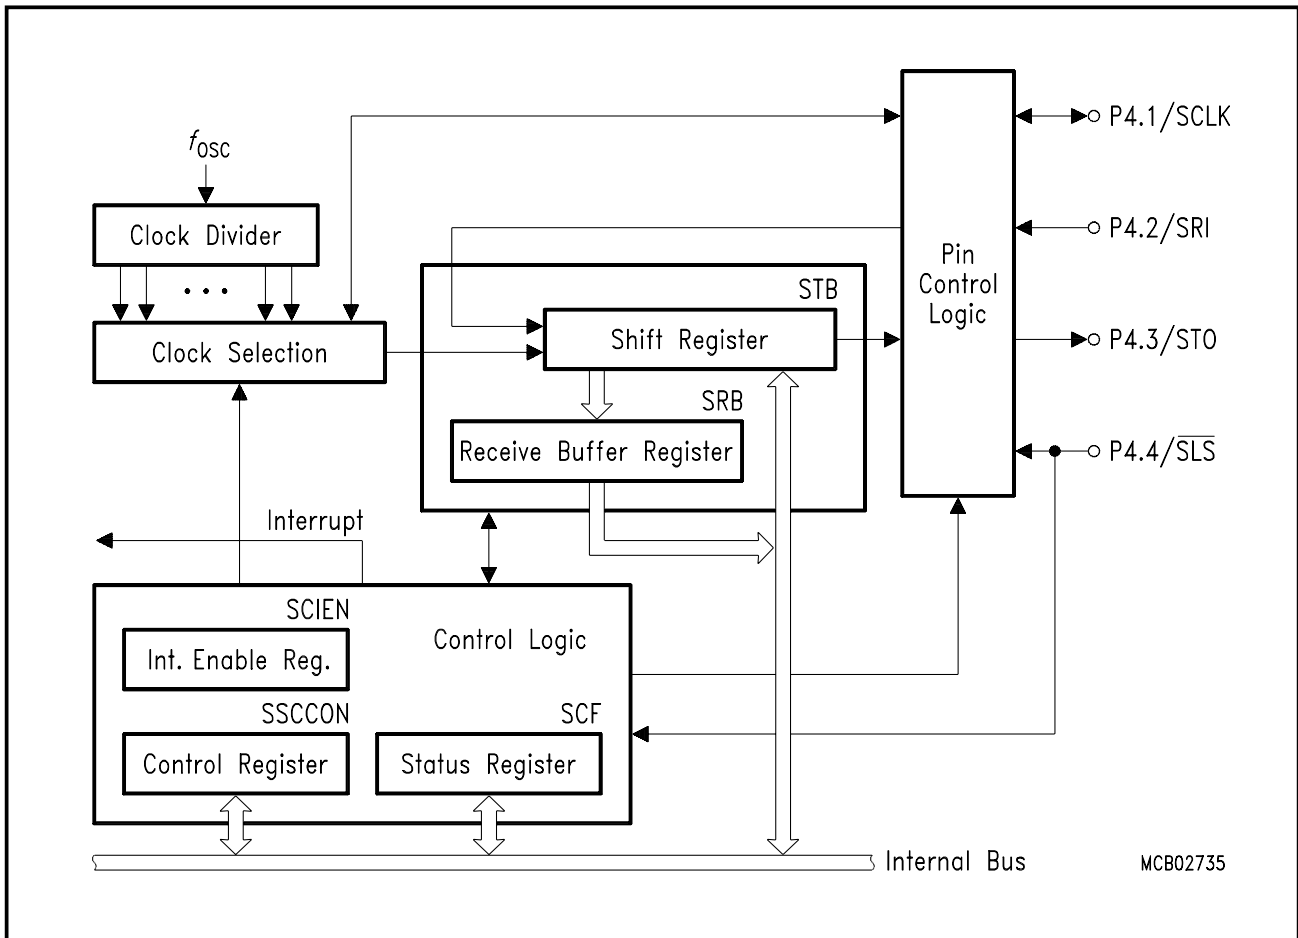 P4.1/SCLK
fOSC
Clock Divider
P4.2/SRI
Pin
Control
Logic
• • •
STB
Shift Register
P4.3/STO
Clock Selection
SRB
Receive Buffer Register
P4.4/S̅L̅S̅
Interrupt
SCIEN
Control Logic
Int. Enable Reg.
SSCCON
SCF
Control Register
Status Register
Internal Bus
MCB02735